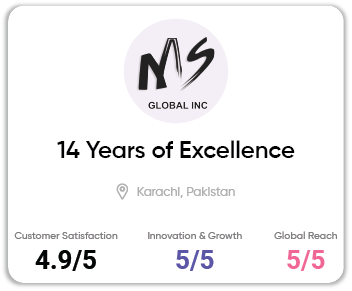 MAS
GLOBAL INC
14 Years of Excellence
Karachi, Pakistan
Customer Satisfaction Innovation & Growth Global Reach
4.9/5 5/5 5/5